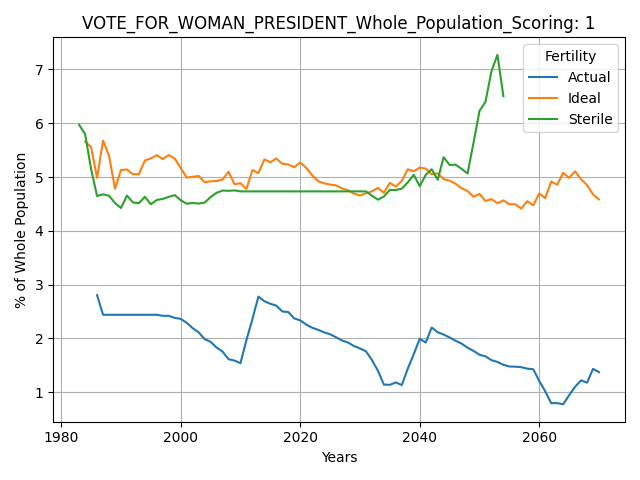 VOTE_FOR_WOMAN_PRESIDENT_Whole_Population_Scoring: 1
Fertility
Actual
Ideal
Sterile
% of Whole Population
7
6
5
4
3
2
1
1980 2000 2020 2040 2060
Years